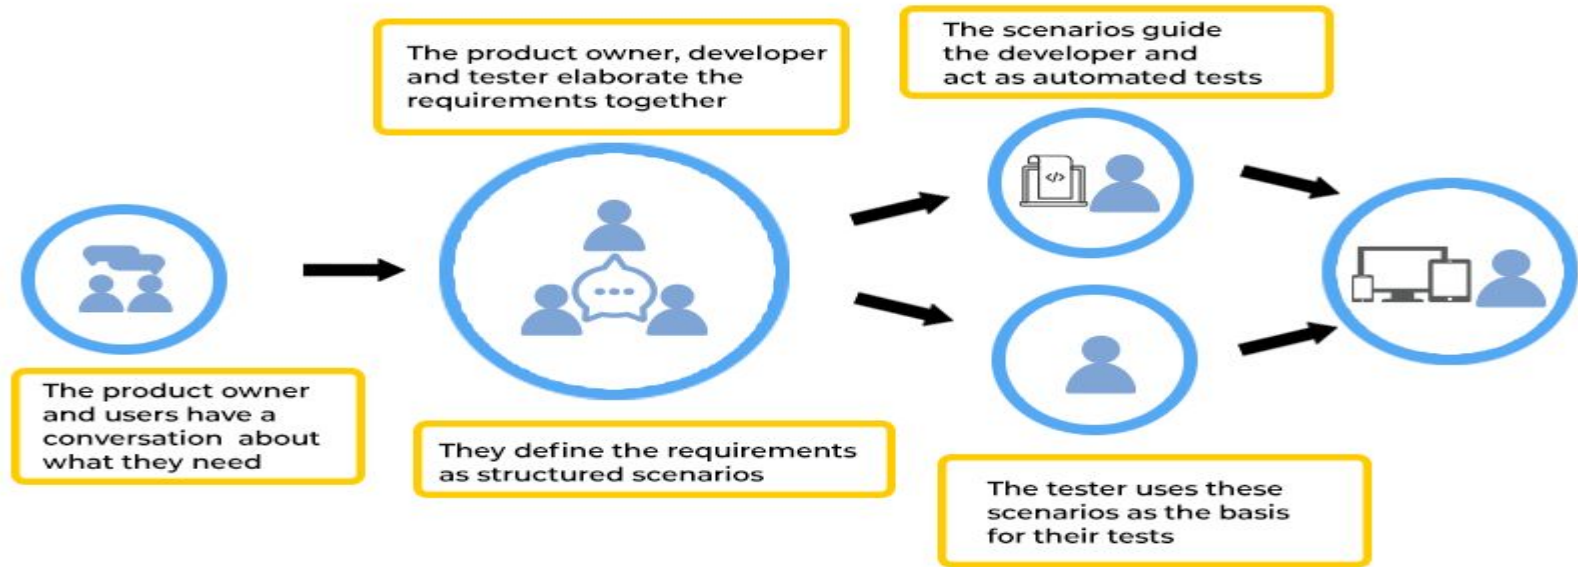 The product owner
and users have a
conversation about
what they need
The product owner, developer
and tester elaborate the
requirements together
They define the requirements
as structured scenarios
The scenarios guide
the developer and
act as automated tests
</>
The tester uses these
scenarios as the basis
for their tests